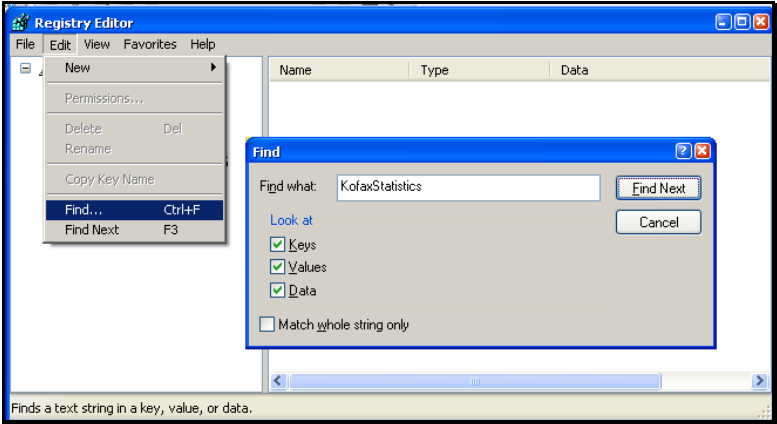 Registry Editor
File Edit View Favorites Help
New
Permissions...
Delete Del
Rename
Copy Key Name
Find... Ctrl+F
Find Next F3
Name Type Data
Find
Find what: KofaxStatistics Find Next
Look at Cancel
Keys
Values
Data
Match whole string only
Finds a text string in a key, value, or data.